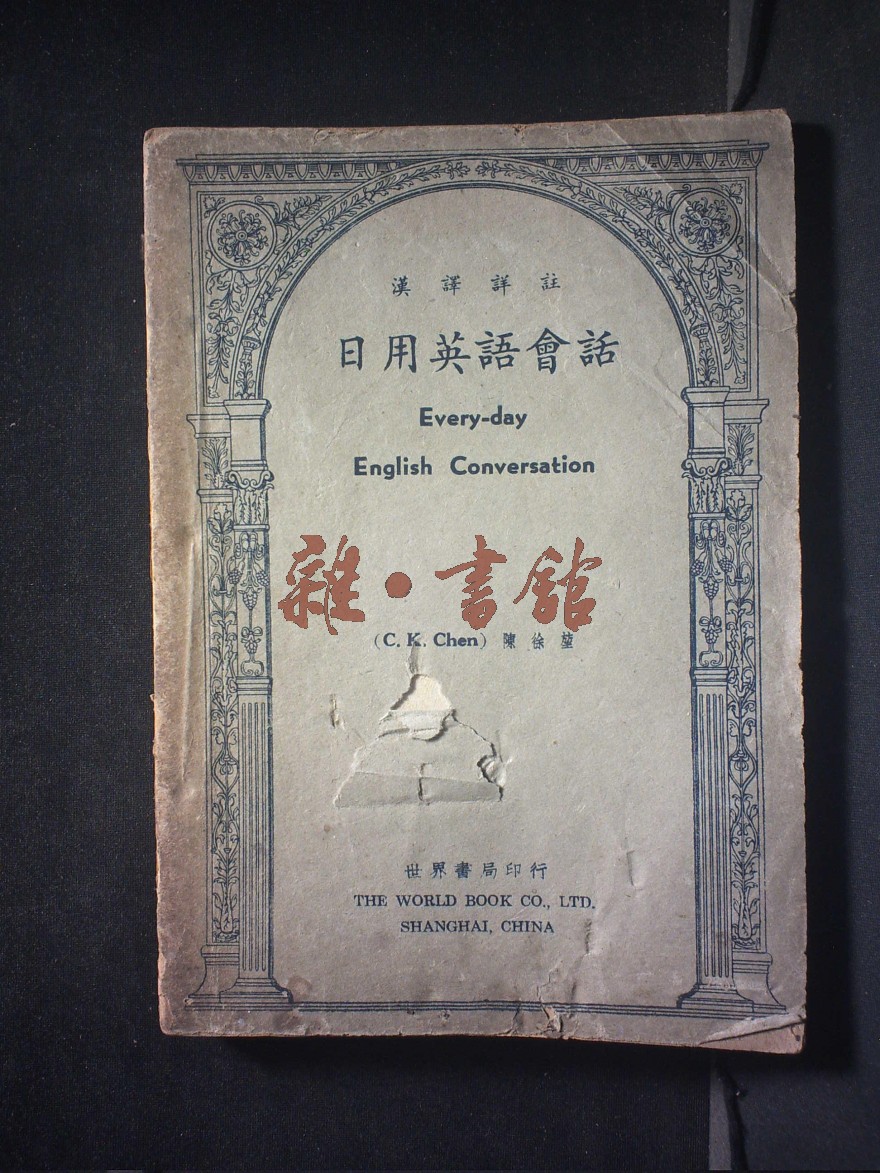 漢譯詳註
日用英語會話
Every-day
English Conversation
雜·書館
(C. K. Chen) 陳徐堃
世界書局印行
THE WORLD BOOK CO., LTD.
SHANGHAI, CHINA